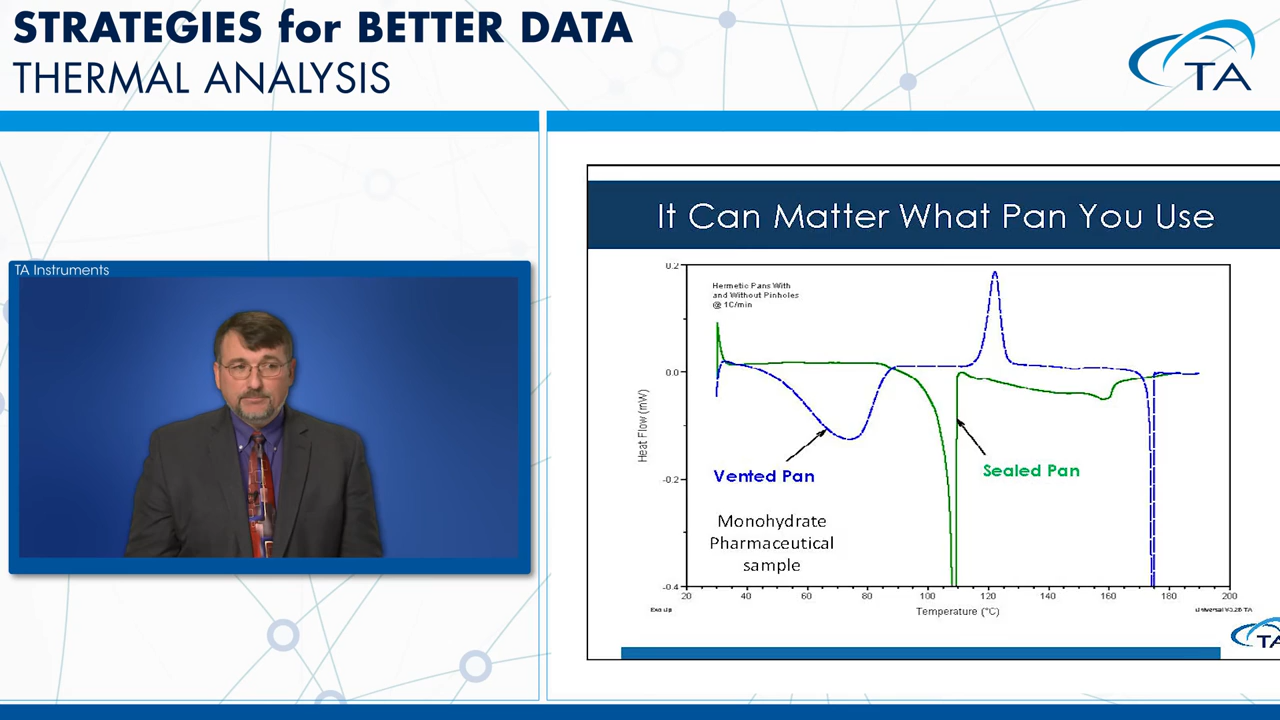 STRATEGIES for BETTER DATA
THERMAL ANALYSIS
TA
TA Instruments
It Can Matter What Pan You Use
0.2
Hermetic Pans With
and Without Pinholes
@ 1C/min
0.0
Heat Flow (mW)
Vented Pan
Sealed Pan
-0.2
Monohydrate
Pharmaceutical
sample
-0.4
20 40 60 80 100 120 140 160 180 200
Exo Up
Temperature (°C)
TA